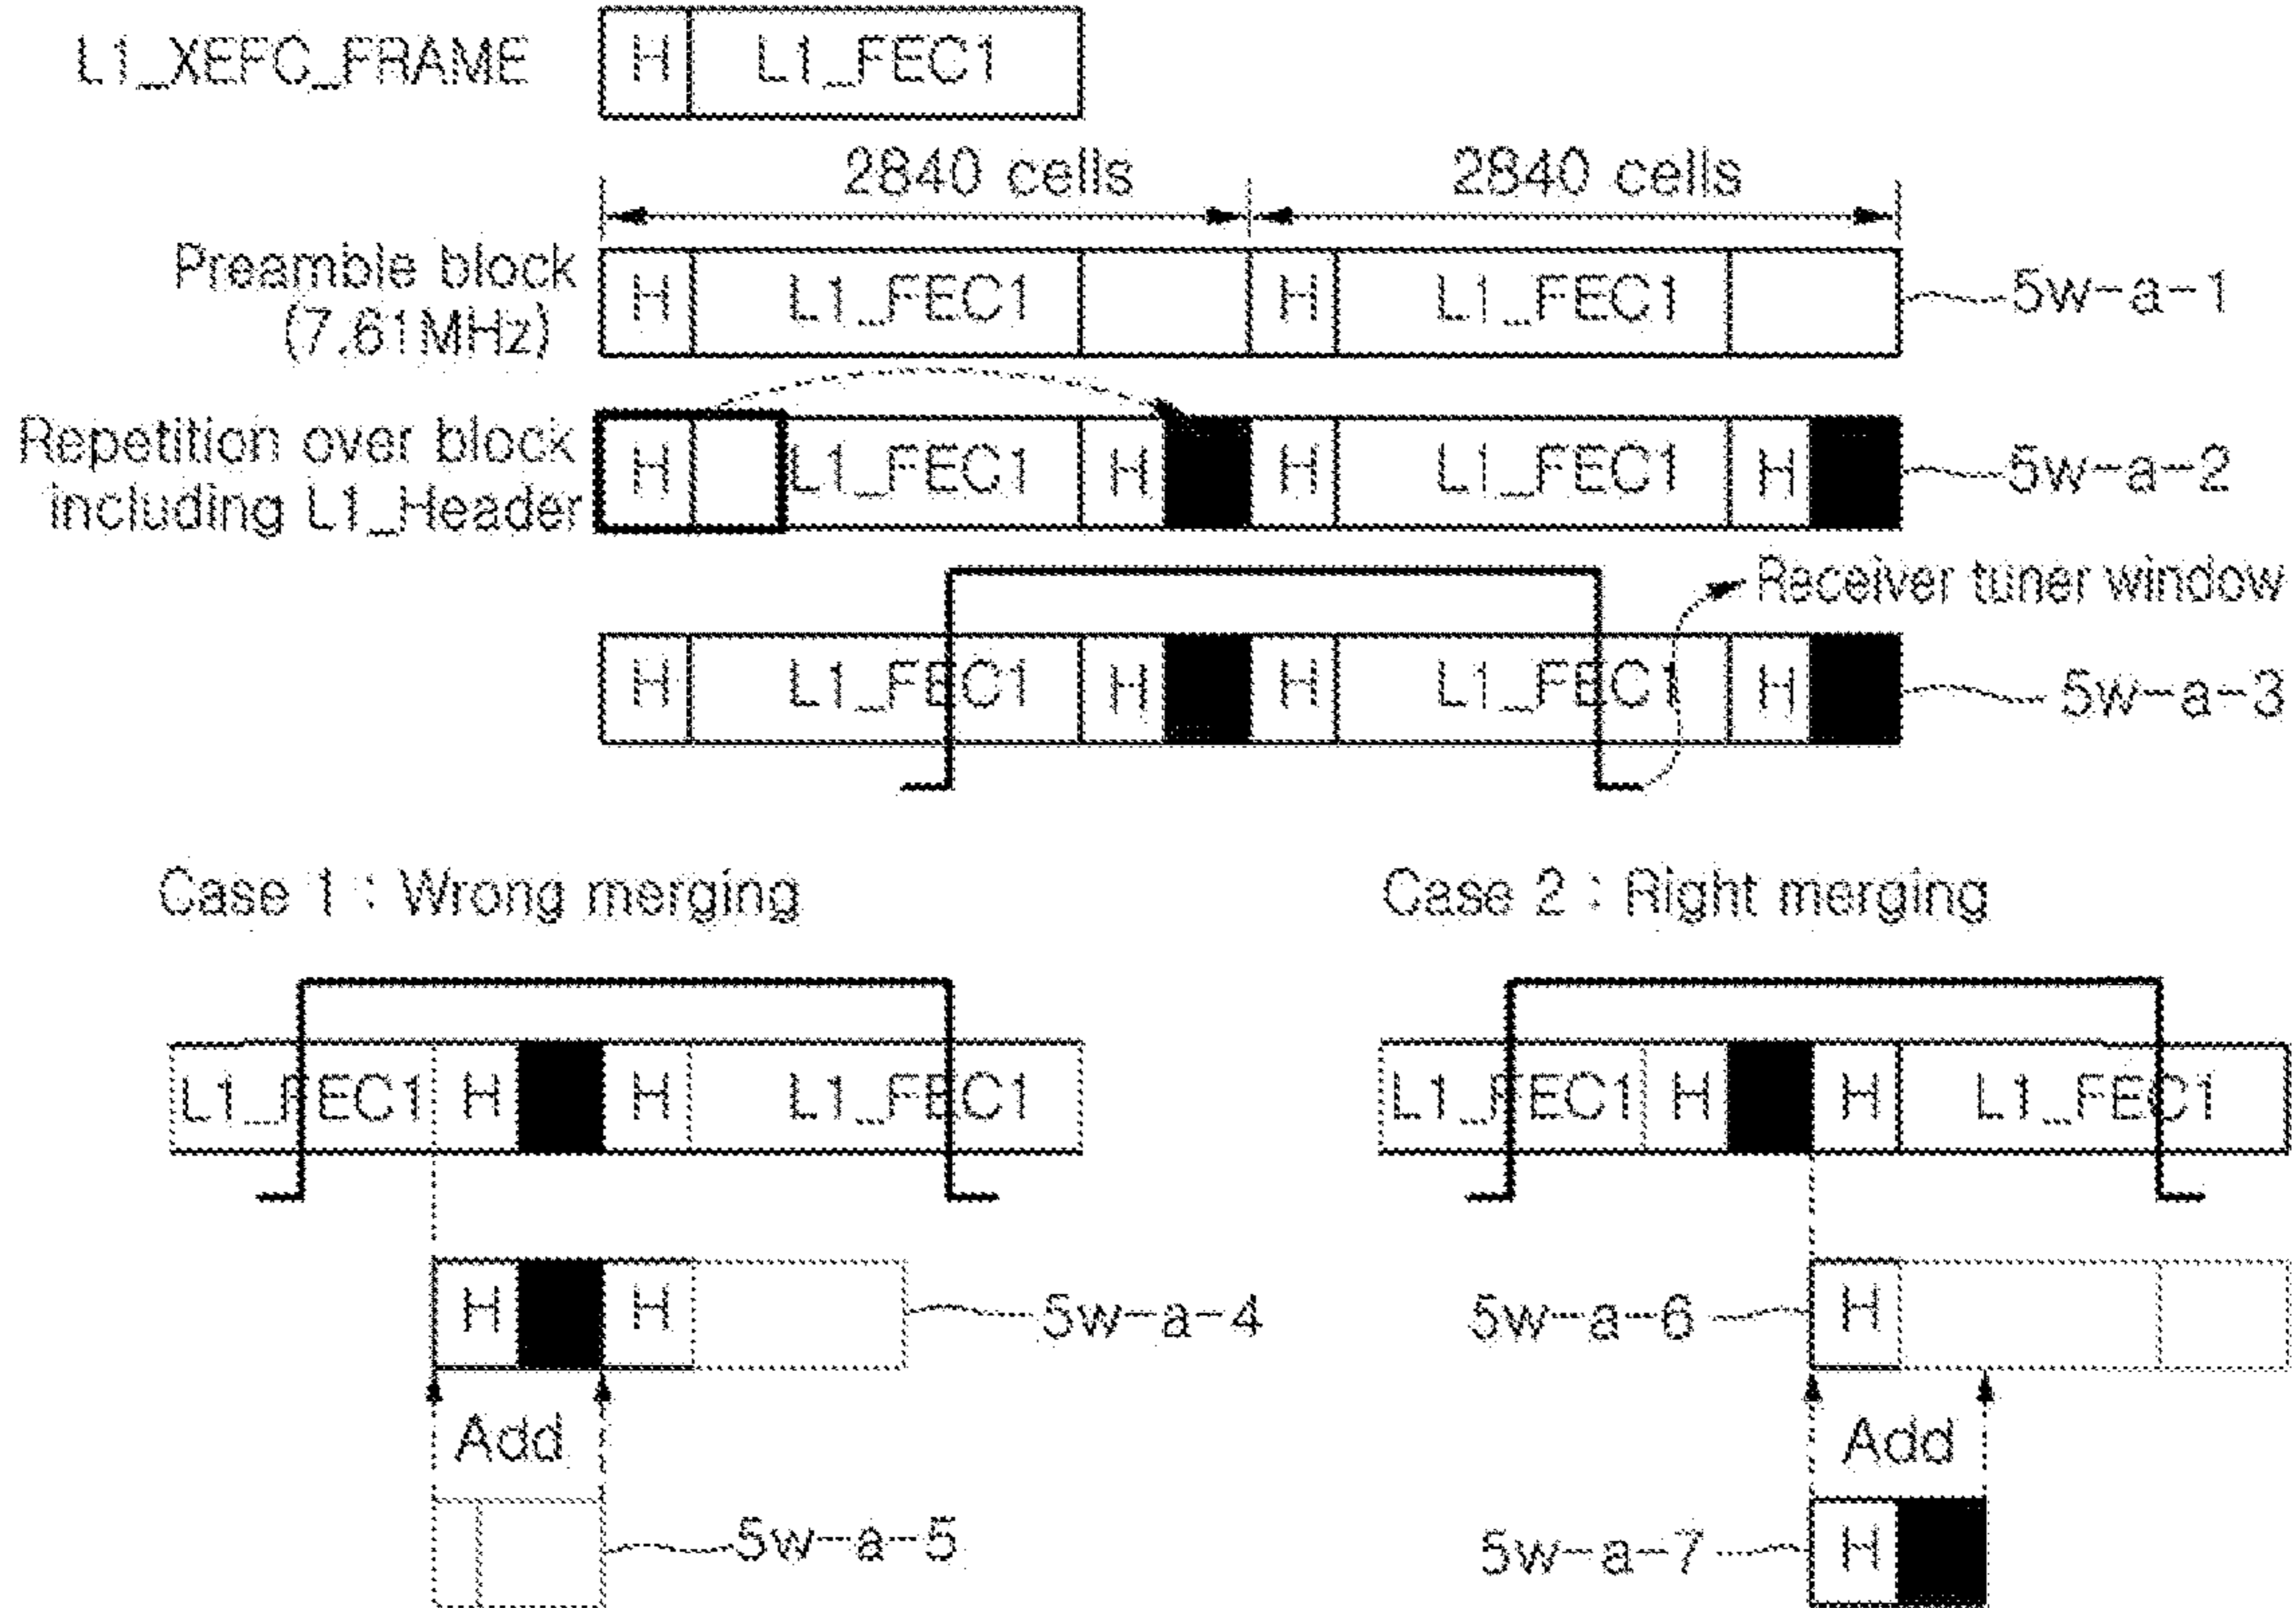 L1_XEFC_FRAME
H L1_FEC1
2840 cells 2840 cells
Preamble block
(7.61MHz)
H L1_FEC1 H L1_FEC1
5w-a-1
Repetition over block
including L1_Header
H L1_FEC1 H H L1_FEC1 H
5w-a-2
Receiver tuner window
H L1_FEC1 H H L1_FEC1 H
5w-a-3
Case 1 : Wrong merging
Case 2 : Right merging
L1_FEC1 H H L1_FEC1
L1_FEC1 H H L1_FEC1
H H
5w-a-4
5w-a-6
H
Add
Add
5w-a-5
5w-a-7
H